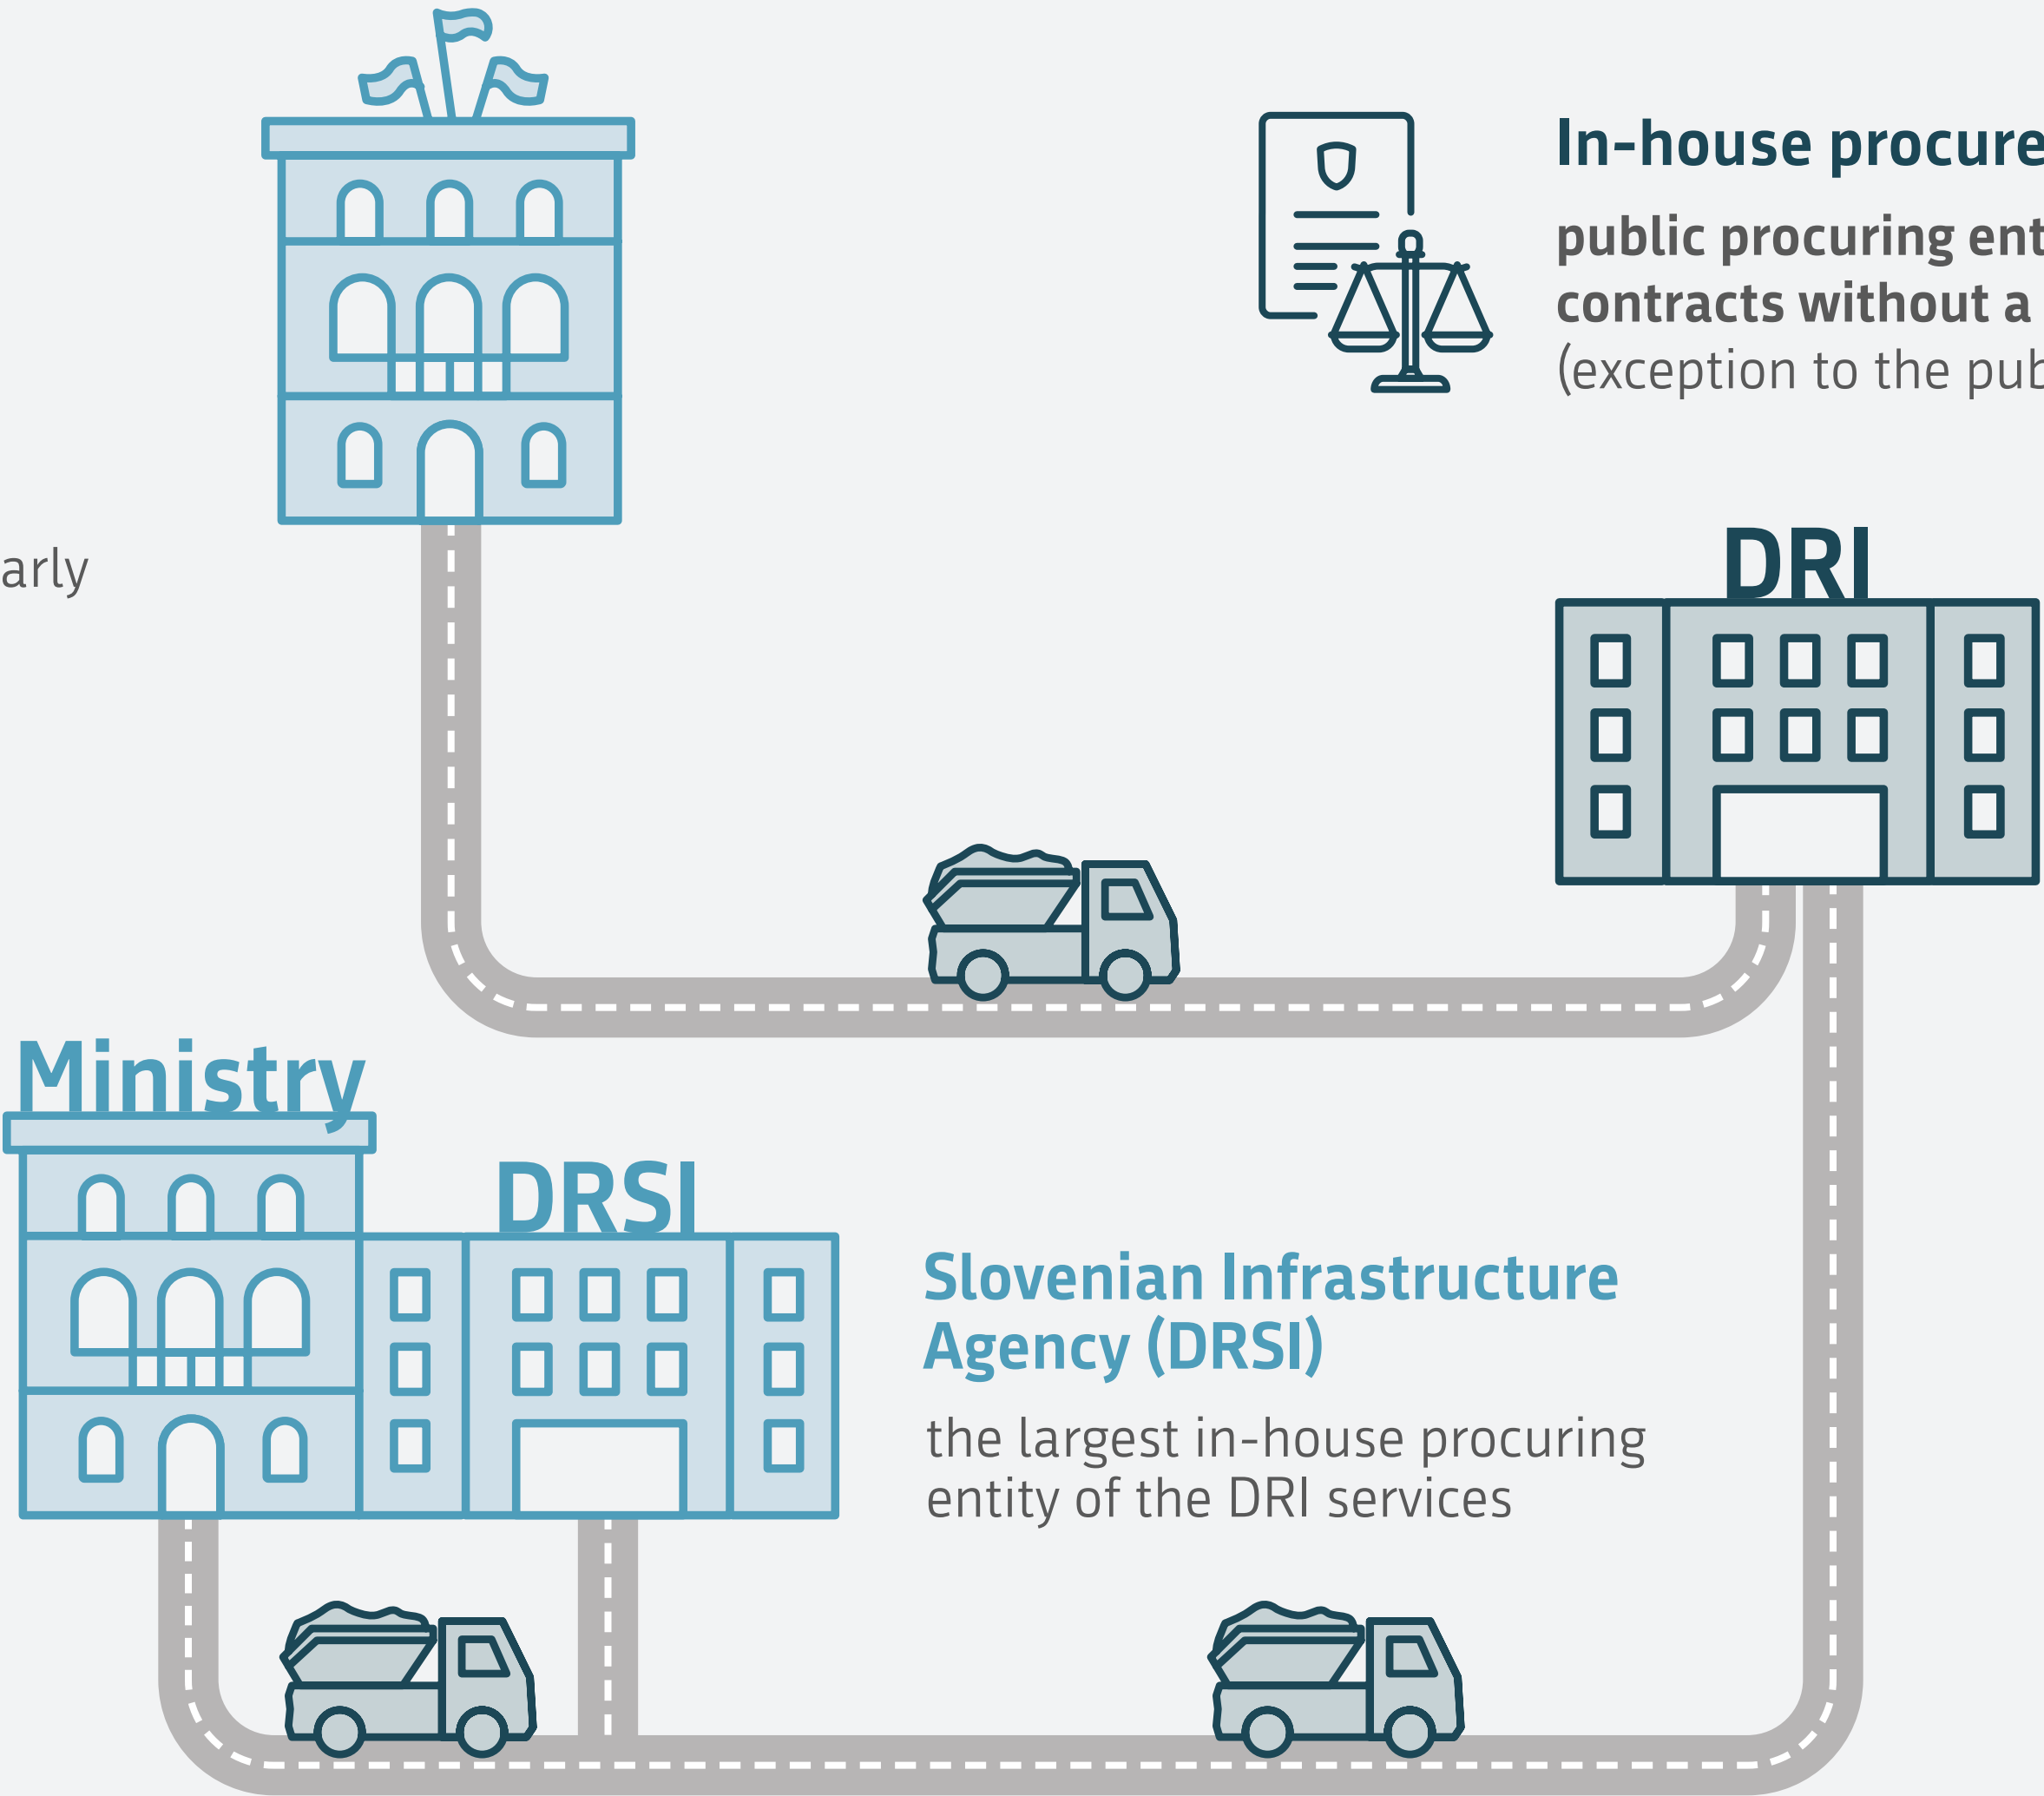 In-house procure
public procuring ent
contracts without a
(exception to the pub
arly
DRI
Ministry
DRSI
Slovenian Infrastructure
Agency (DRSI)
the largest in-house procuring
entity of the DRI services